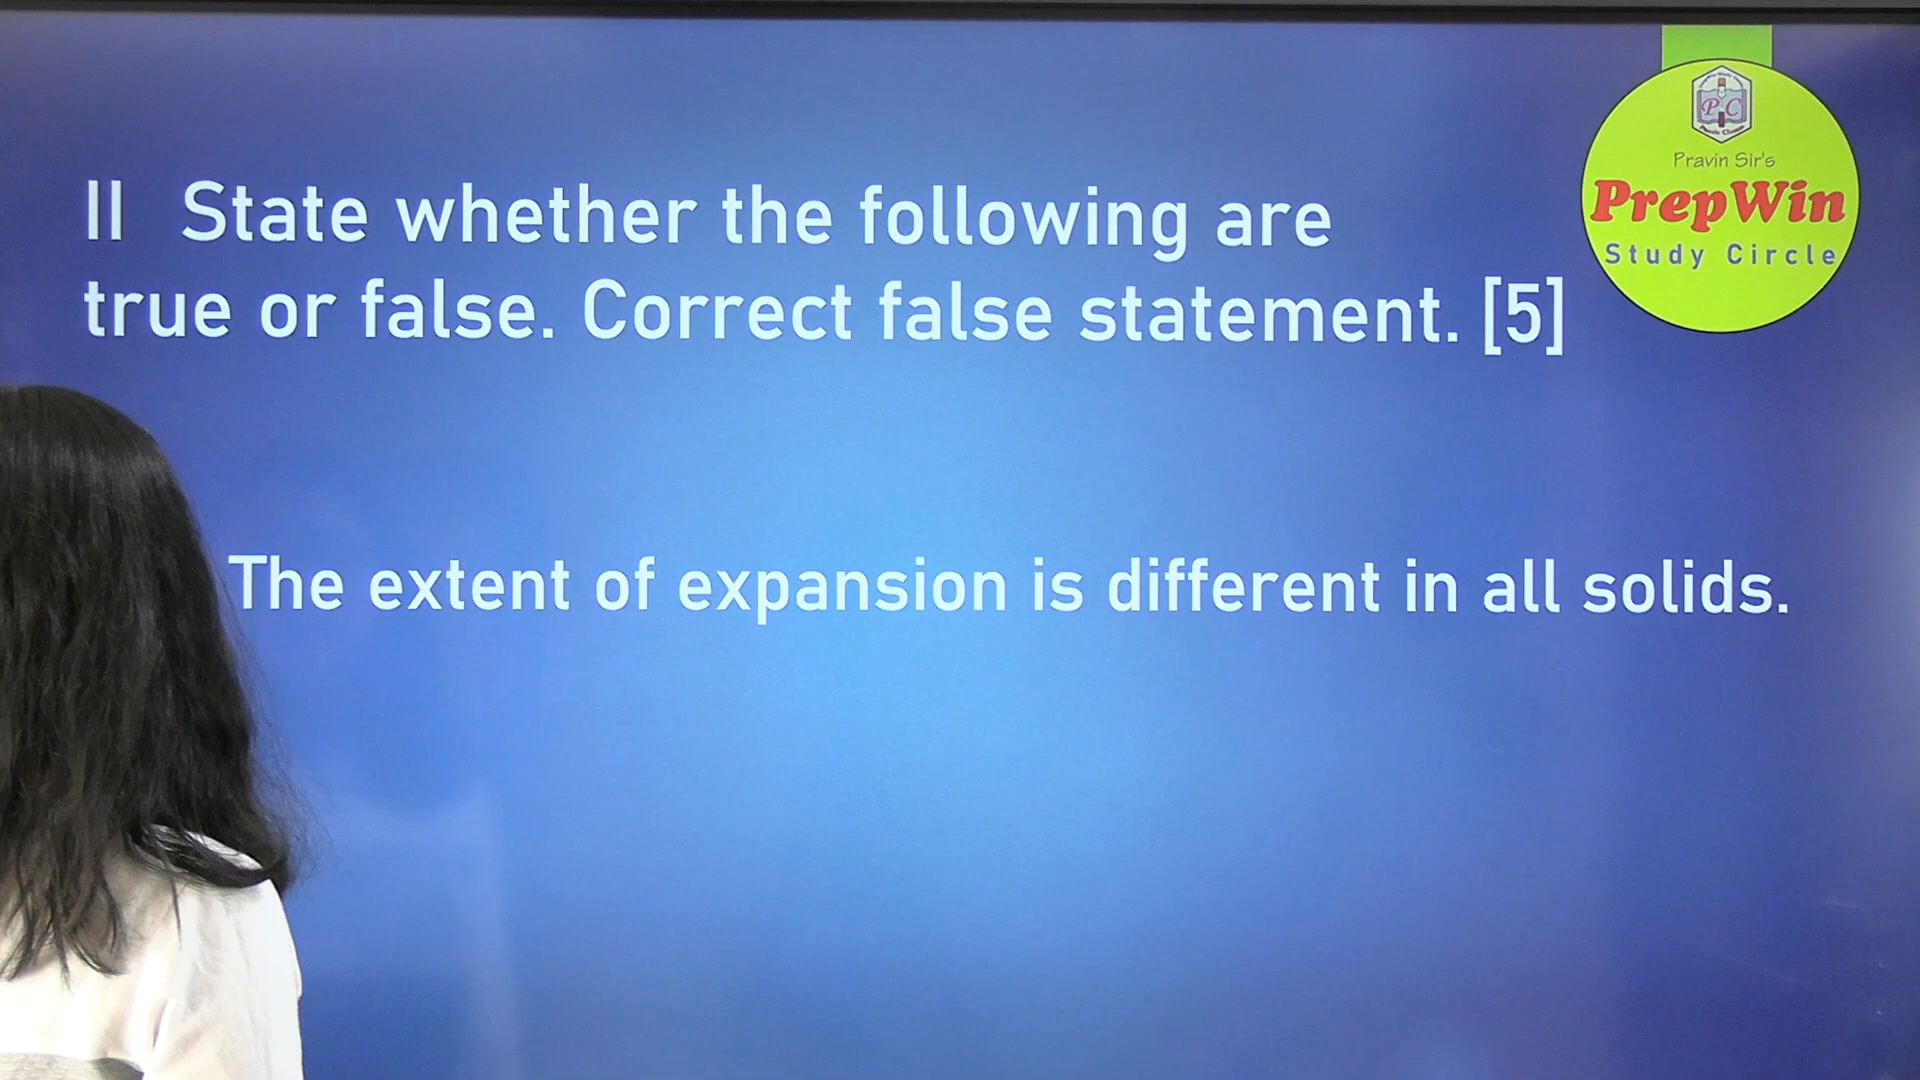 II State whether the following are
true or false. Correct false statement. [5]
The extent of expansion is different in all solids.
P C
Pravin Sir's
PrepWin
Study Circle